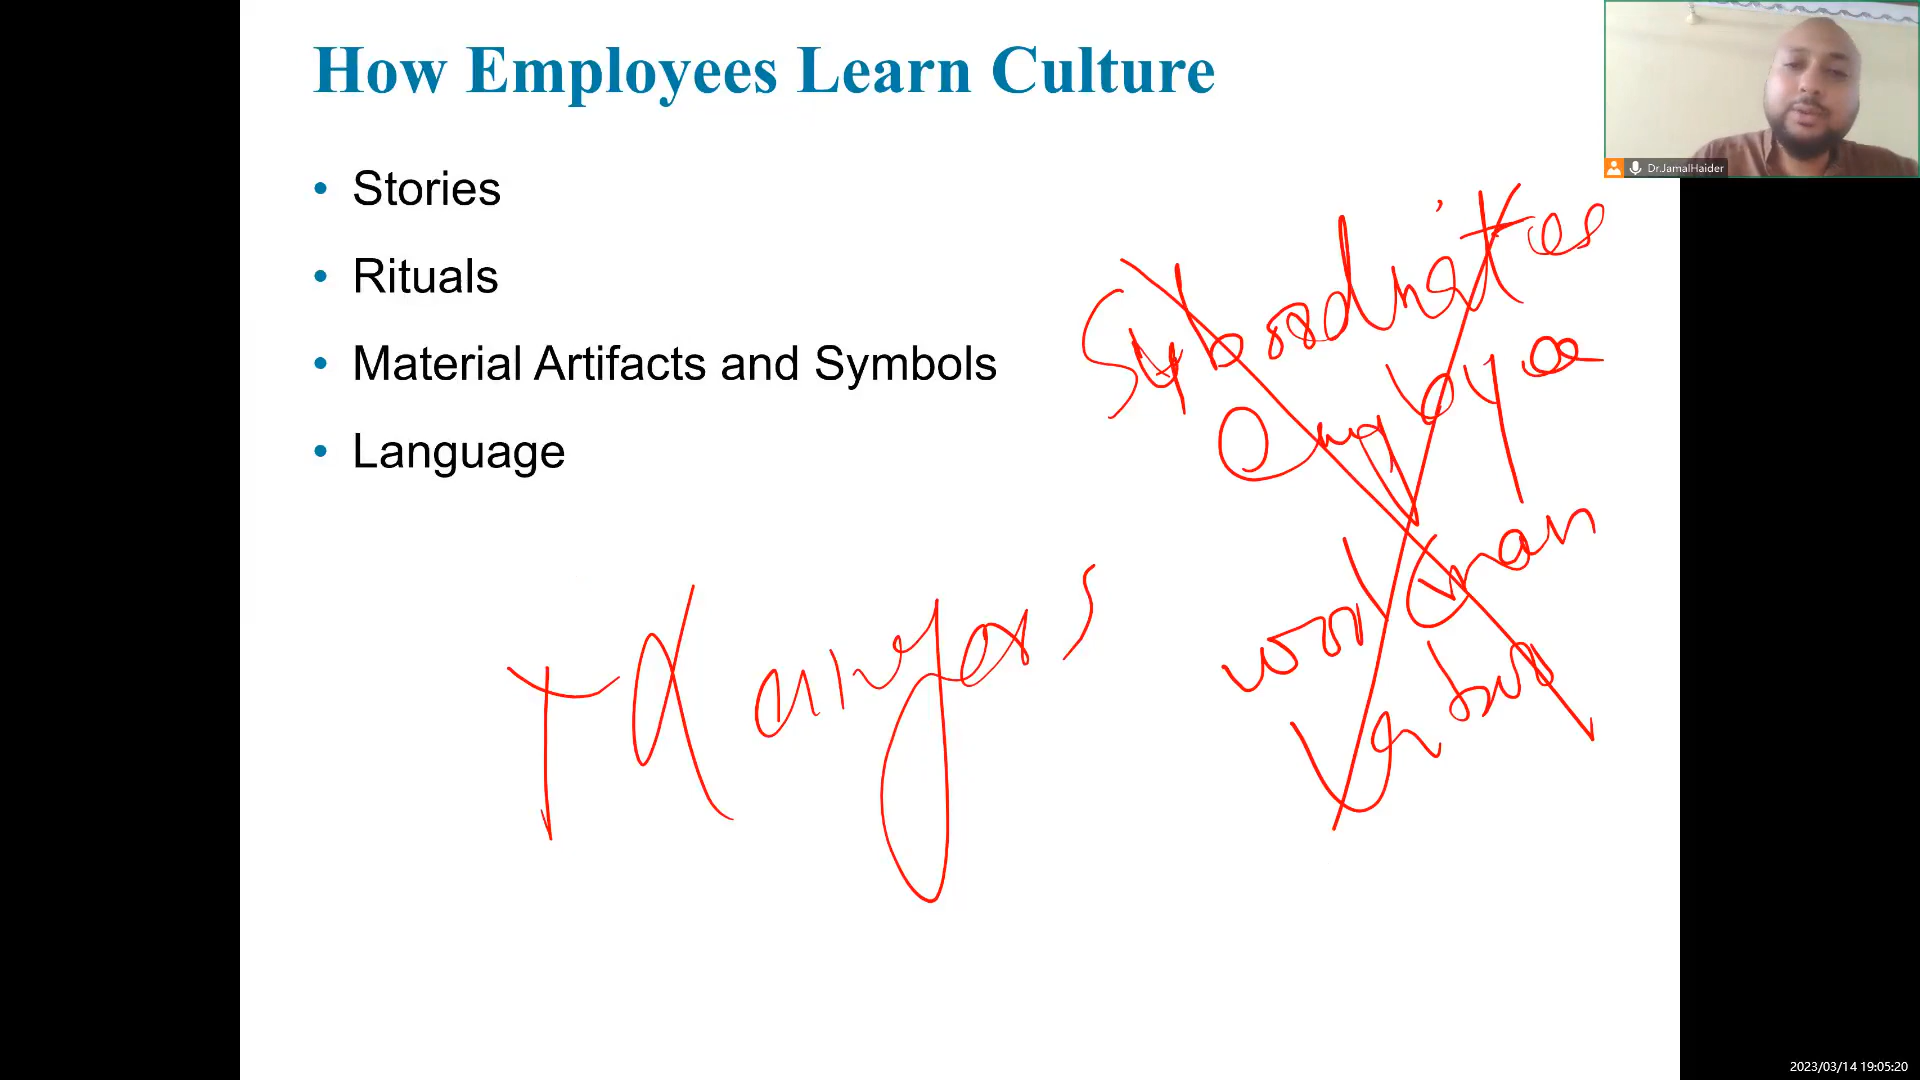 How Employees Learn Culture
Dr.JamalHaider
• Stories
• Rituals
• Material Artifacts and Symbols
• Language
Subordinates
employee
workman
2023/03/14 19:05:20